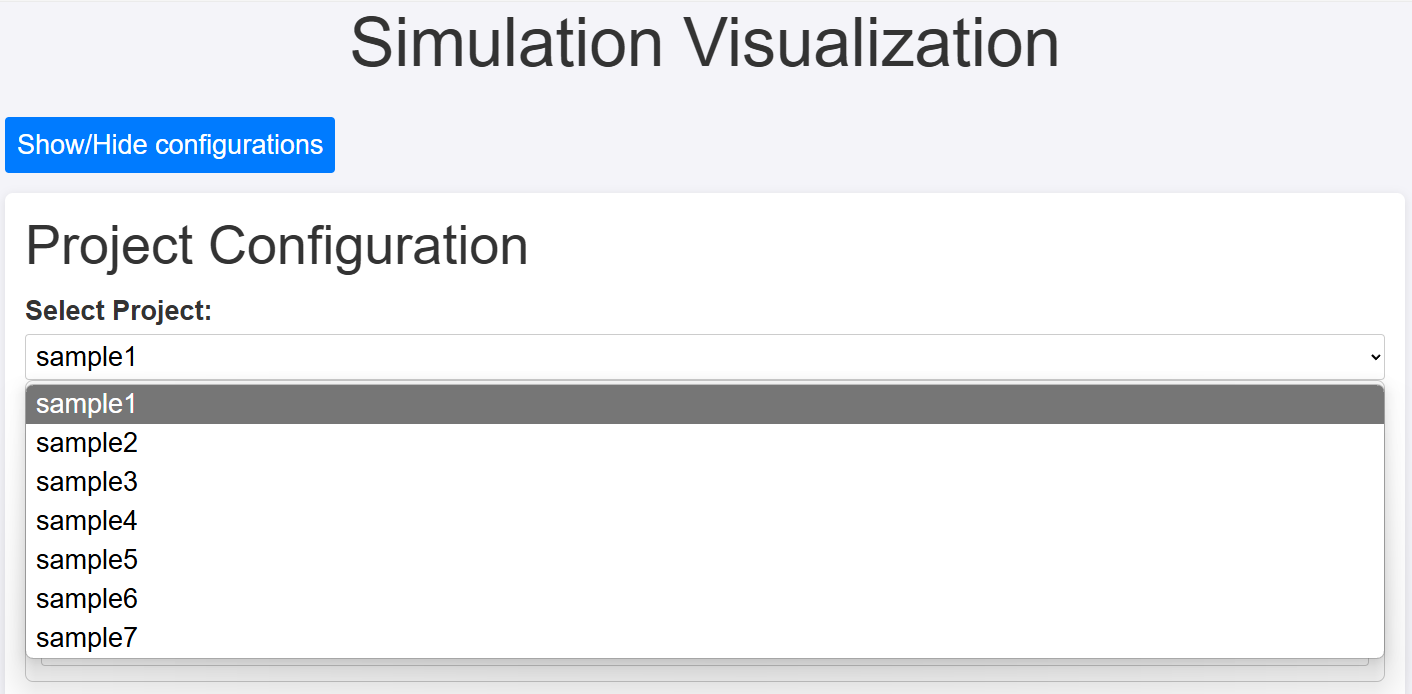 Simulation Visualization
Show/Hide configurations
Project Configuration
Select Project:
sample1
sample1
sample2
sample3
sample4
sample5
sample6
sample7